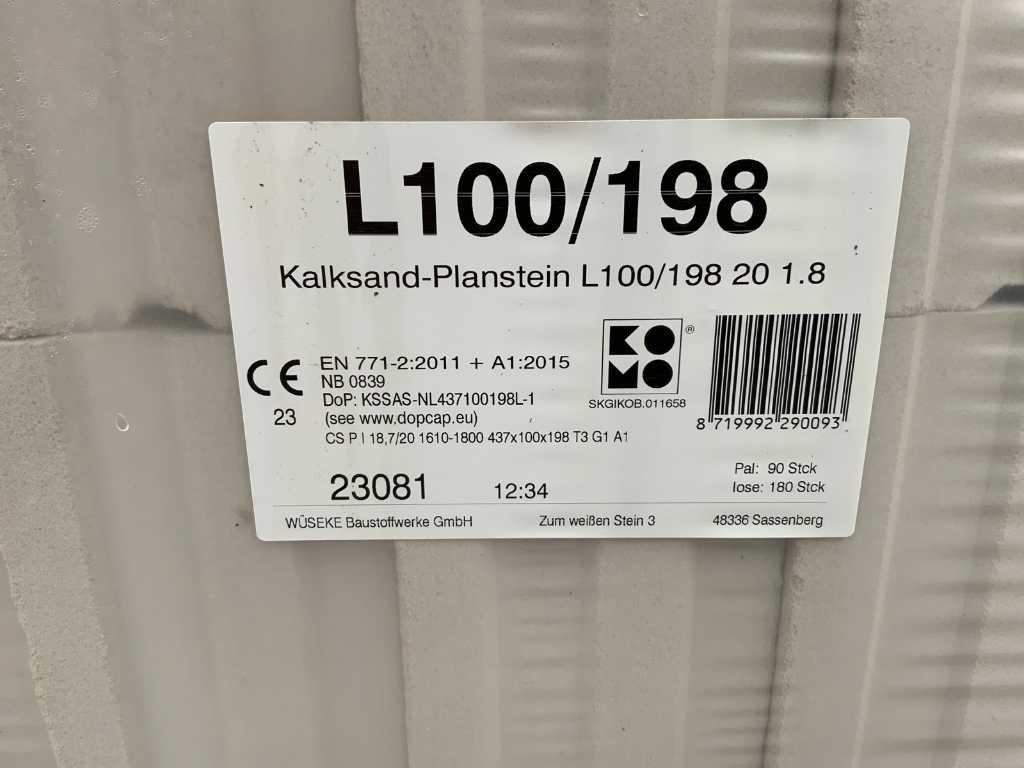 L100/198
Kalksand-Planstein L100/198 20 1.8
CE
23
EN 771-2:2011 + A1:2015
NB 0839
DoP: KSSAS-NL437100198L-1
(see www.dopcap.eu)
CS P I 18,7/20 1610-1800 437x100x198 T3 G1 A1
KOMO®
SKGIKOB.011658
8 719992 290093
23081 12:34
Pal: 90 Stck
lose: 180 Stck
WÜSEKE Baustoffwerke GmbH Zum weißen Stein 3 48336 Sassenberg